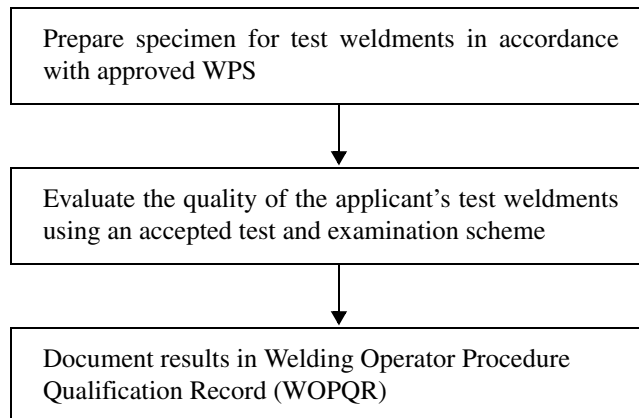 Prepare specimen for test weldments in accordance
with approved WPS
Evaluate the quality of the applicant's test weldments
using an accepted test and examination scheme
Document results in Welding Operator Procedure
Qualification Record (WOPQR)